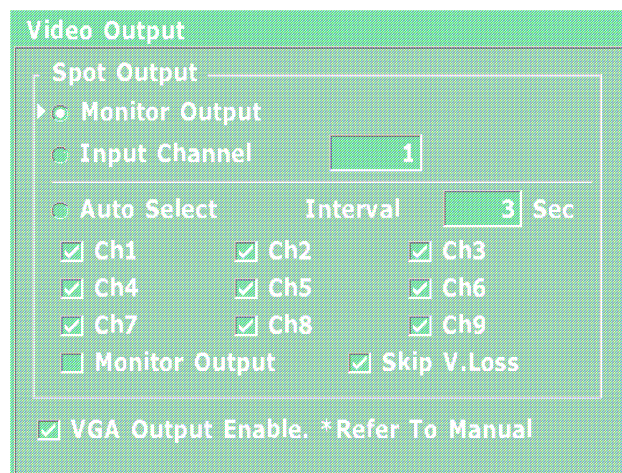 Video Output
Spot Output
Monitor Output
Input Channel 1
Auto Select Interval 3 Sec
Ch1 Ch2 Ch3
Ch4 Ch5 Ch6
Ch7 Ch8 Ch9
Monitor Output Skip V.Loss
VGA Output Enable. *Refer To Manual